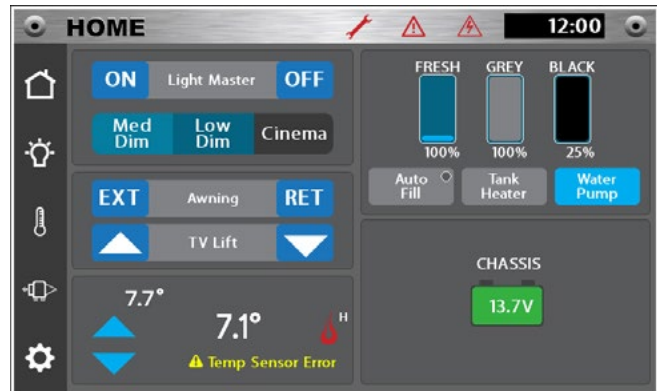 HOME
12:00
ON Light Master OFF
Med Dim Low Dim Cinema
EXT Awning RET
TV Lift
7.7°
7.1° H
Temp Sensor Error
FRESH GREY BLACK
100% 100% 25%
Auto Fill Tank Heater Water Pump
CHASSIS
13.7V